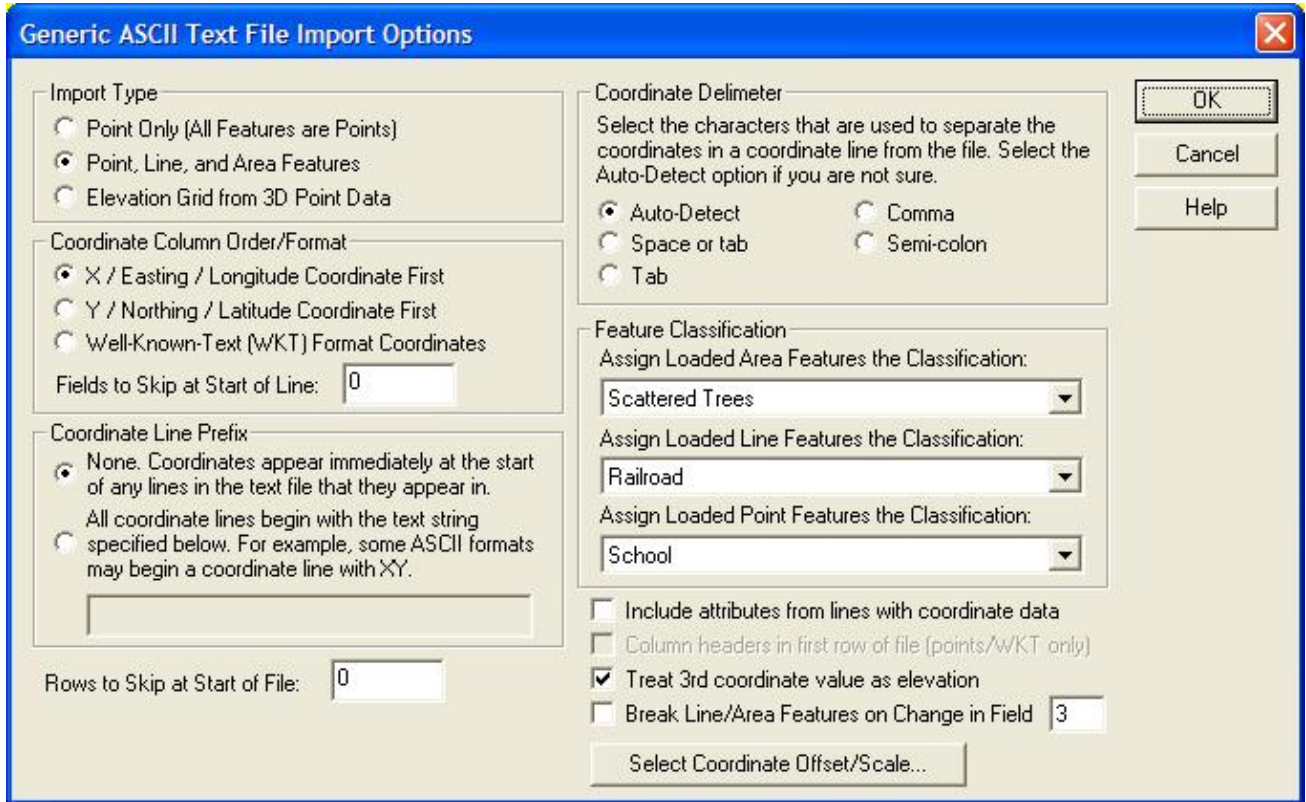 Generic ASCII Text File Import Options
Import Type
Point Only (All Features are Points)
Point, Line, and Area Features
Elevation Grid from 3D Point Data
Coordinate Column Order/Format
X / Easting / Longitude Coordinate First
Y / Northing / Latitude Coordinate First
Well-Known-Text (WKT) Format Coordinates
Fields to Skip at Start of Line: 0
Coordinate Line Prefix
None. Coordinates appear immediately at the start
of any lines in the text file that they appear in.
All coordinate lines begin with the text string
specified below. For example, some ASCII formats
may begin a coordinate line with XY.
Rows to Skip at Start of File: 0
Coordinate Delimeter
Select the characters that are used to separate the
coordinates in a coordinate line from the file. Select the
Auto-Detect option if you are not sure.
Auto-Detect Comma
Space or tab Semi-colon
Tab
Feature Classification
Assign Loaded Area Features the Classification:
Scattered Trees
Assign Loaded Line Features the Classification:
Railroad
Assign Loaded Point Features the Classification:
School
Include attributes from lines with coordinate data
Column headers in first row of file (points/WKT only)
Treat 3rd coordinate value as elevation
Break Line/Area Features on Change in Field 3
Select Coordinate Offset/Scale...
OK
Cancel
Help